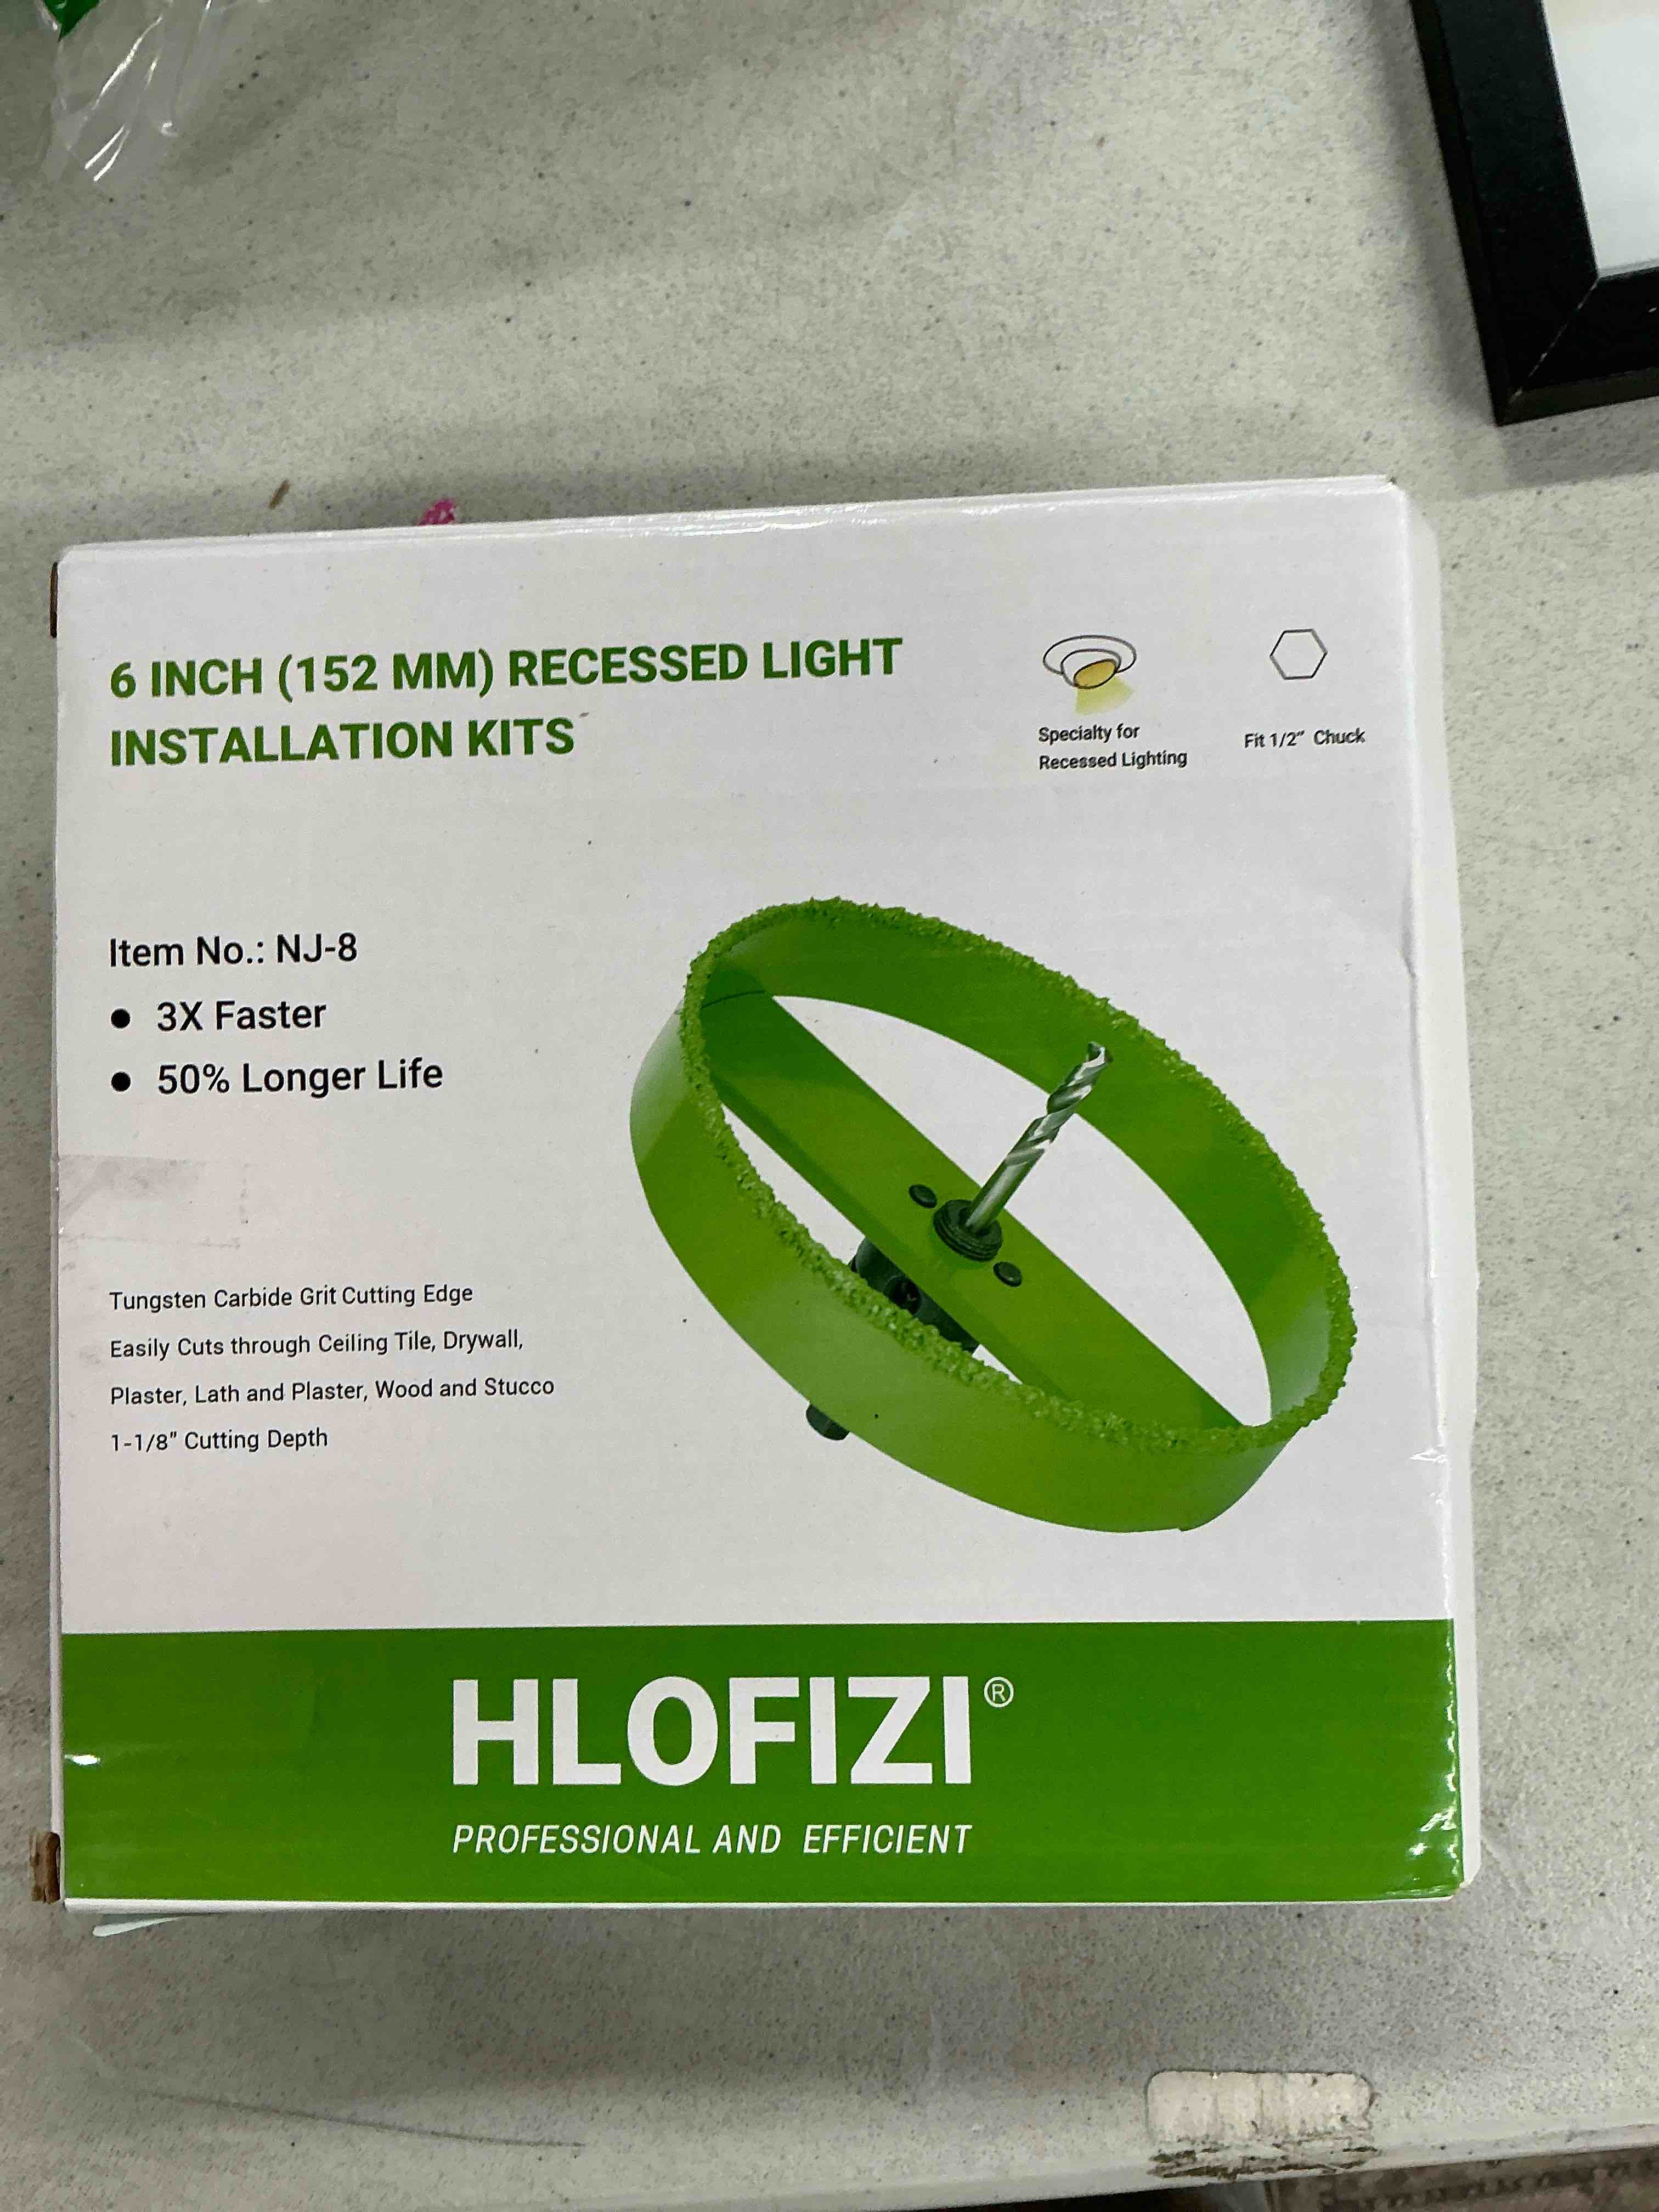 6 INCH (152 MM) RECESSED LIGHT
INSTALLATION KITS
Specialty for
Recessed Lighting
Fit 1/2" Chuck
Item No.: NJ-8
● 3X Faster
● 50% Longer Life
Tungsten Carbide Grit Cutting Edge
Easily Cuts through Ceiling Tile, Drywall,
Plaster, Lath and Plaster, Wood and Stucco
1-1/8" Cutting Depth
HLOFIZI®
PROFESSIONAL AND EFFICIENT